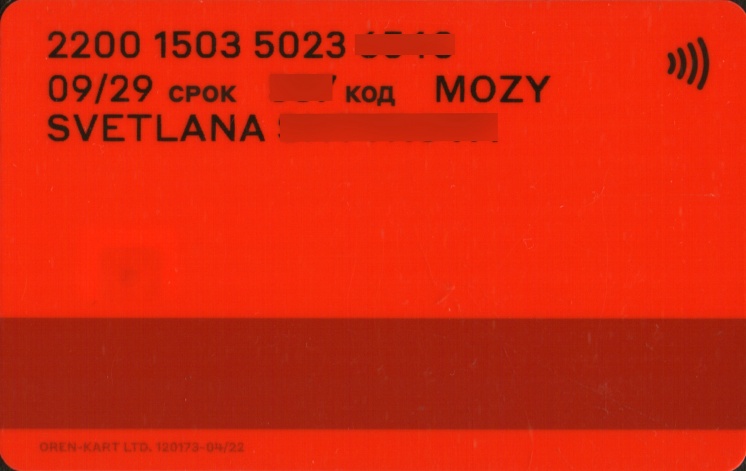 2200 1503 5023
09/29 СРОК КОД MOZY
SVETLANA
OREN-KART LTD. 120173-04/22